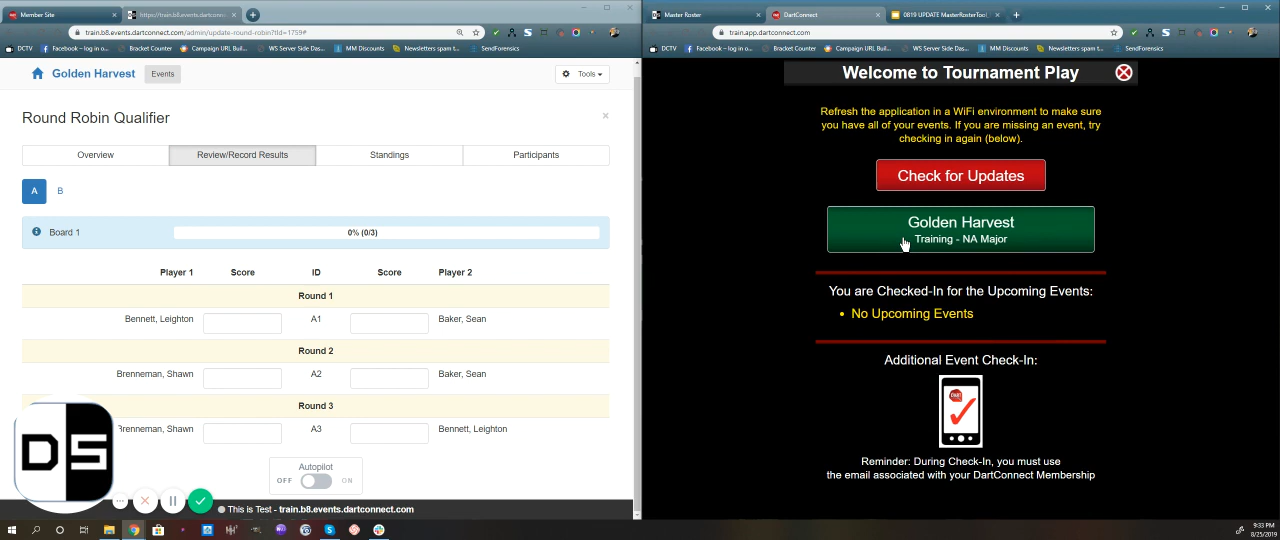 Member Site
https://train.b8.events.dartconn
train.b8.events.dartconnect.com/admin/update-round-robin?tId=1759#
DCTV
Facebook – log in o...
Bracket Counter
Campaign URL Buil...
WS Server Side Das...
MM Discounts
Newsletters spam t...
SendForensics
Golden Harvest
Events
Tools
Round Robin Qualifier
Overview
Review/Record Results
Standings
Participants
A
B
Board 1
0% (0/3)
Player 1
Score
ID
Score
Player 2
Round 1
Bennett, Leighton
A1
Baker, Sean
Round 2
Brenneman, Shawn
A2
Baker, Sean
Round 3
Brenneman, Shawn
A3
Bennett, Leighton
Autopilot
OFF
ON
DS
This is Test - train.b8.events.dartconnect.com
Master Roster
DartConnect
0819 UPDATE MasterRosterTool
train.app.dartconnect.com
DCTV
Facebook – log in o...
Bracket Counter
Campaign URL Buil...
WS Server Side Das...
MM Discounts
Newsletters spam t...
SendForensics
Welcome to Tournament Play
Refresh the application in a WiFi environment to make sure
you have all of your events. If you are missing an event, try
checking in again (below).
Check for Updates
Golden Harvest
Training - NA Major
You are Checked-In for the Upcoming Events:
• No Upcoming Events
Additional Event Check-In:
DART
Reminder: During Check-In, you must use
the email associated with your DartConnect Membership
9:33 PM
8/25/2019